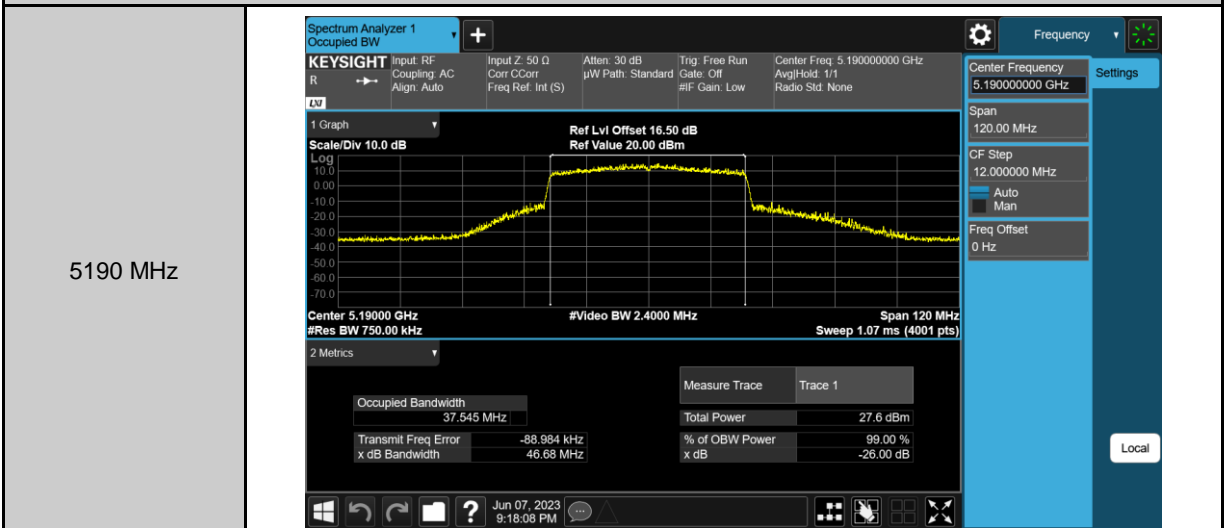 5190 MHz
Spectrum Analyzer 1
Occupied BW
+
Frequency
KEYSIGHT
R
LXI
Input: RF
Coupling: AC
Align: Auto
Input Z: 50 Ω
Corr CCorr
Freq Ref: Int (S)
Atten: 30 dB
µW Path: Standard
Trig: Free Run
Gate: Off
#IF Gain: Low
Center Freq: 5.190000000 GHz
Avg|Hold: 1/1
Radio Std: None
Center Frequency
5.190000000 GHz
Settings
Span
120.00 MHz
CF Step
12.000000 MHz
Auto
Man
Freq Offset
0 Hz
Local
1 Graph
Scale/Div 10.0 dB
Ref Lvl Offset 16.50 dB
Ref Value 20.00 dBm
Log
10.0
0.00
-10.0
-20.0
-30.0
-40.0
-50.0
-60.0
-70.0
Center 5.19000 GHz
#Video BW 2.4000 MHz
Span 120 MHz
#Res BW 750.00 kHz
Sweep 1.07 ms (4001 pts)
2 Metrics
Measure Trace Trace 1
Occupied Bandwidth
37.545 MHz
Total Power 27.6 dBm
Transmit Freq Error -88.984 kHz
% of OBW Power 99.00 %
x dB Bandwidth 46.68 MHz
x dB -26.00 dB
?
Jun 07, 2023
9:18:08 PM